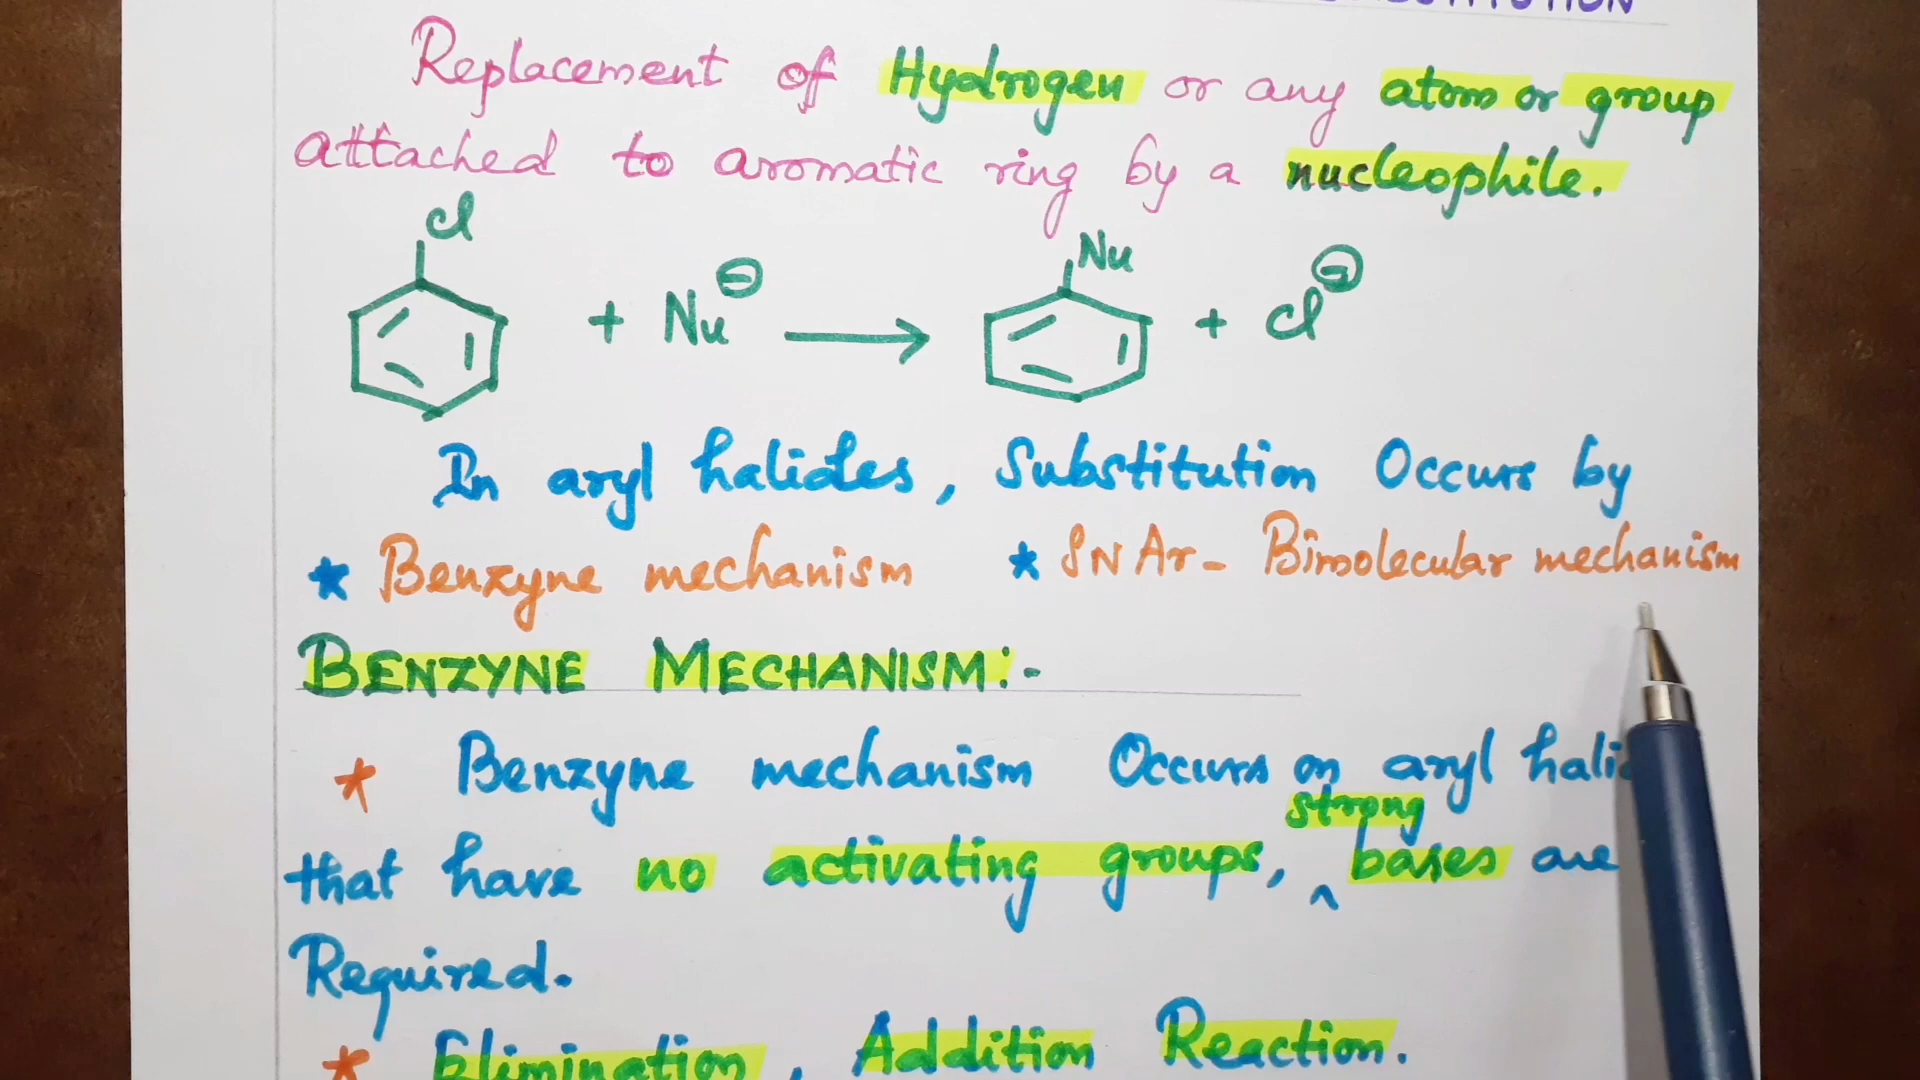 Replacement of Hydrogen or any atom or group
attached to aromatic ring by a nucleophile.
Cl
Nu
+ Nu⊖ ⟶ + Cl⊖
In aryl halides, Substitution Occurs by
* Benzyne mechanism * SNAr- Bimolecular mechanism
BENZYNE MECHANISM:-
* Benzyne mechanism Occurs on aryl hali
strong
that have no activating groups, ^ bases are
Required.
* Elimination, Addition Reaction.